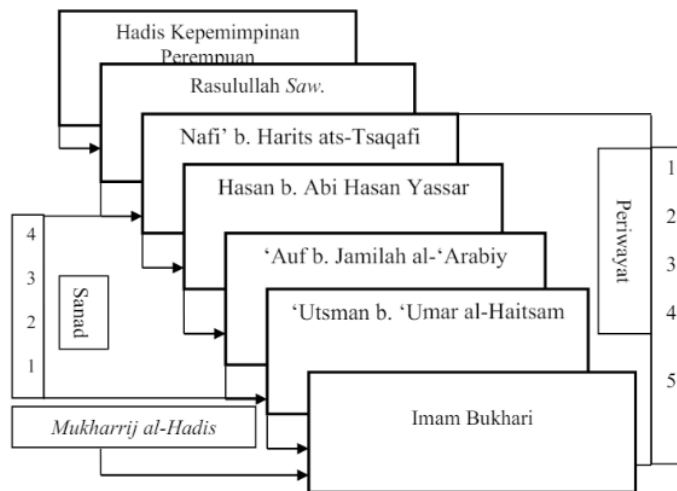 Hadis Kepemimpinan
Perempuan
Rasulullah Saw.
Nafi’ b. Harits ats-Tsaqafi
Hasan b. Abi Hasan Yassar
‘Auf b. Jamilah al-‘Arabiy
‘Utsman b. ‘Umar al-Haitsam
Imam Bukhari
4
3
2
1
Sanad
Mukharrij al-Hadis
Periwayat
1
2
3
4
5